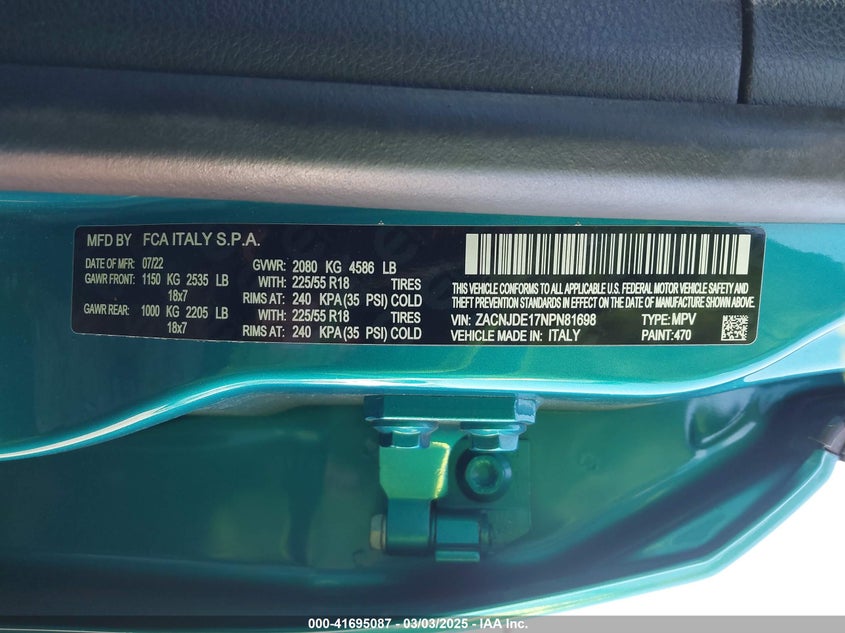 MFD BY FCA ITALY S.P.A.
DATE OF MFR: 07/22 GVWR: 2080 KG 4586 LB
GAWR FRONT: 1150 KG 2535 LB WITH: 225/55 R18 TIRES
18x7 RIMS AT: 240 KPA(35 PSI) COLD
GAWR REAR: 1000 KG 2205 LB WITH: 225/55 R18 TIRES
18x7 RIMS AT: 240 KPA(35 PSI) COLD
THIS VEHICLE CONFORMS TO ALL APPLICABLE U.S. FEDERAL MOTOR VEHICLE SAFETY AND
THEFT PREVENTION STANDARDS IN EFFECT ON THE DATE OF MANUFACTURE SHOWN ABOVE.
VIN: ZACNJDE17NPN81698 TYPE: MPV
VEHICLE MADE IN: ITALY PAINT:470
000-41695087 - 03/03/2025 - IAA Inc.